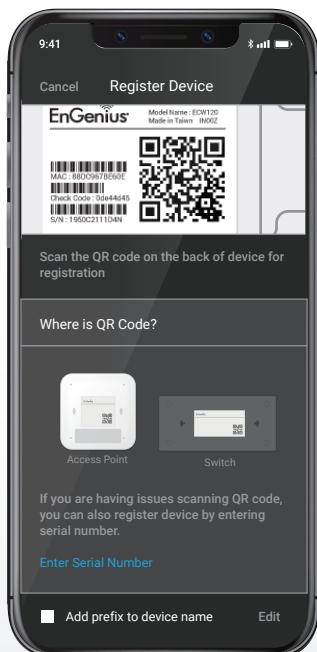 9:41
Cancel Register Device
EnGenius
Model Name : ECW120
Made in Taiwn IN00Z
MAC : 88DC967BE60E
Check Code : 0de44d45
S/N : 1950C2111D4N
Scan the QR code on the back of device for
registration
Where is QR Code?
Access Point
Switch
If you are having issues scanning QR code,
you can also register device by entering
serial number.
Enter Serial Number
Add prefix to device name Edit